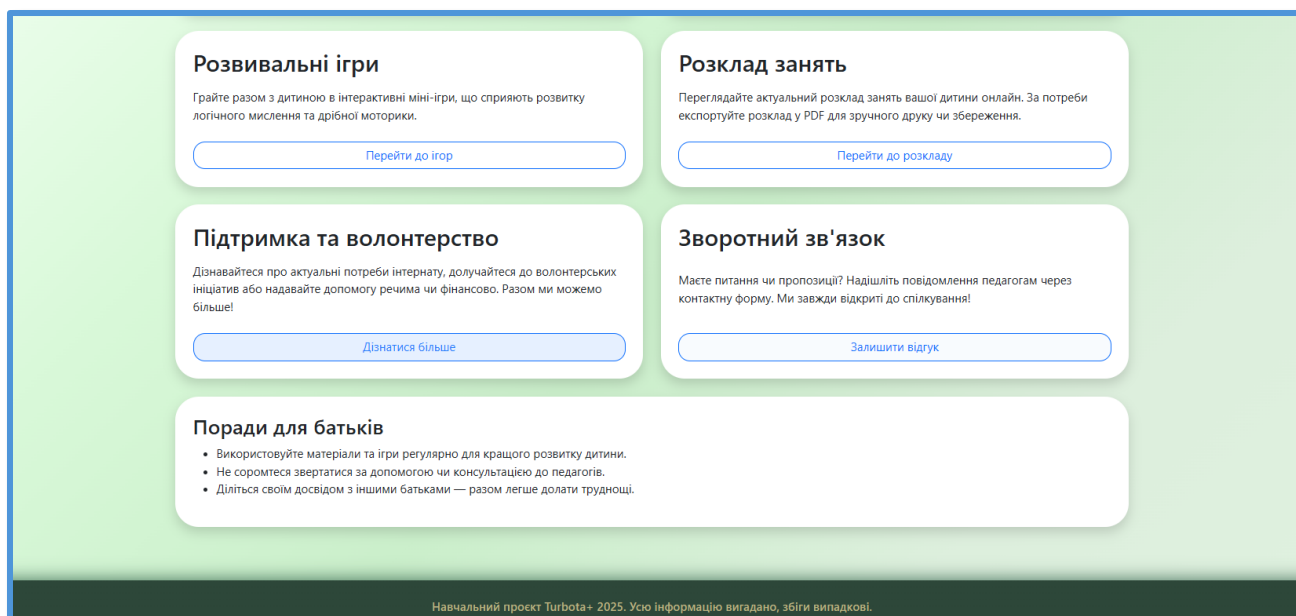 Розвивальні ігри
Грайте разом з дитиною в інтерактивні міні-ігри, що сприяють розвитку
логічного мислення та дрібної моторики.
Перейти до ігор
Розклад занять
Переглядайте актуальний розклад занять вашої дитини онлайн. За потреби
експортуйте розклад у PDF для зручного друку чи збереження.
Перейти до розкладу
Підтримка та волонтерство
Дізнавайтеся про актуальні потреби інтернату, долучайтеся до волонтерських
ініціатив або надавайте допомогу речима чи фінансово. Разом ми можемо
більше!
Дізнатися більше
Зворотний зв'язок
Маєте питання чи пропозиції? Надішліть повідомлення педагогам через
контактну форму. Ми завжди відкриті до спілкування!
Залишити відгук
Поради для батьків
• Використовуйте матеріали та ігри регулярно для кращого розвитку дитини.
• Не соромтеся звертатися за допомогою чи консультацією до педагогів.
• Діліться своїм досвідом з іншими батьками — разом легше долати труднощі.
Навчальний проєкт Turbota+ 2025. Усю інформацію вигадано, збіги випадкові.